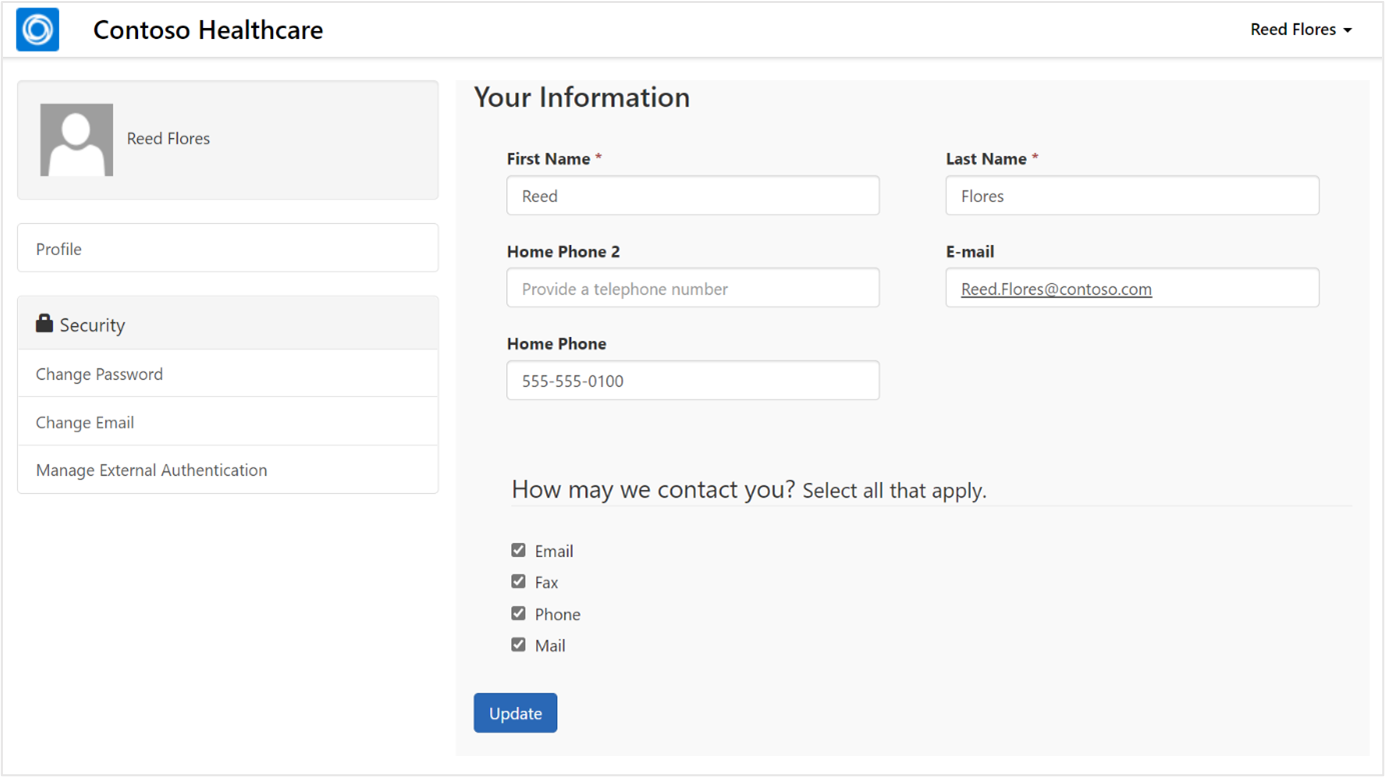 Contoso Healthcare
Reed Flores
Reed Flores
Profile
Security
Change Password
Change Email
Manage External Authentication
Your Information
First Name *
Last Name *
Reed
Flores
Home Phone 2
E-mail
Provide a telephone number
Reed.Flores@contoso.com
Home Phone
555-555-0100
How may we contact you? Select all that apply.
Email
Fax
Phone
Mail
Update